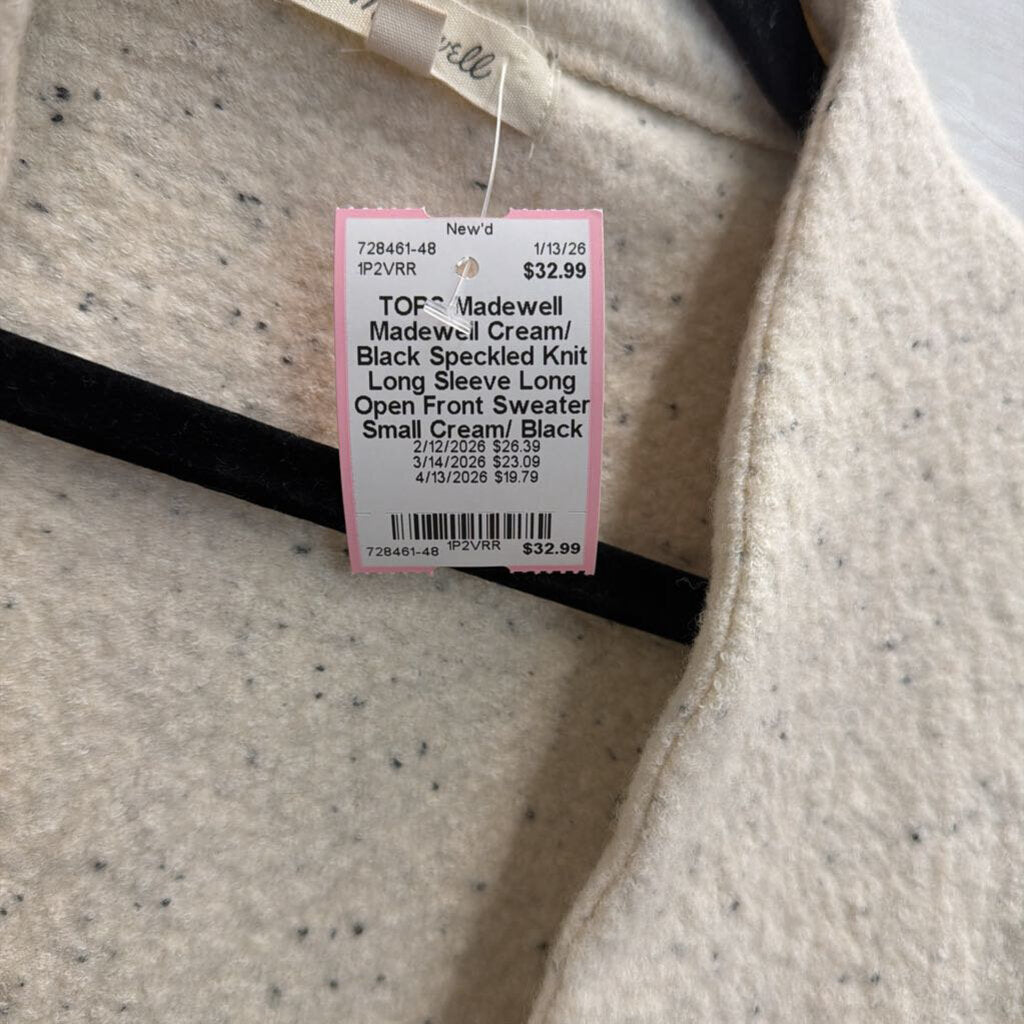 well
New'd
728461-48 1/13/26
1P2VRR $32.99
TOPS Madewell
Madewell Cream/
Black Speckled Knit
Long Sleeve Long
Open Front Sweater
Small Cream/ Black
2/12/2026 $26.39
3/14/2026 $23.09
4/13/2026 $19.79
728461-48 1P2VRR $32.99